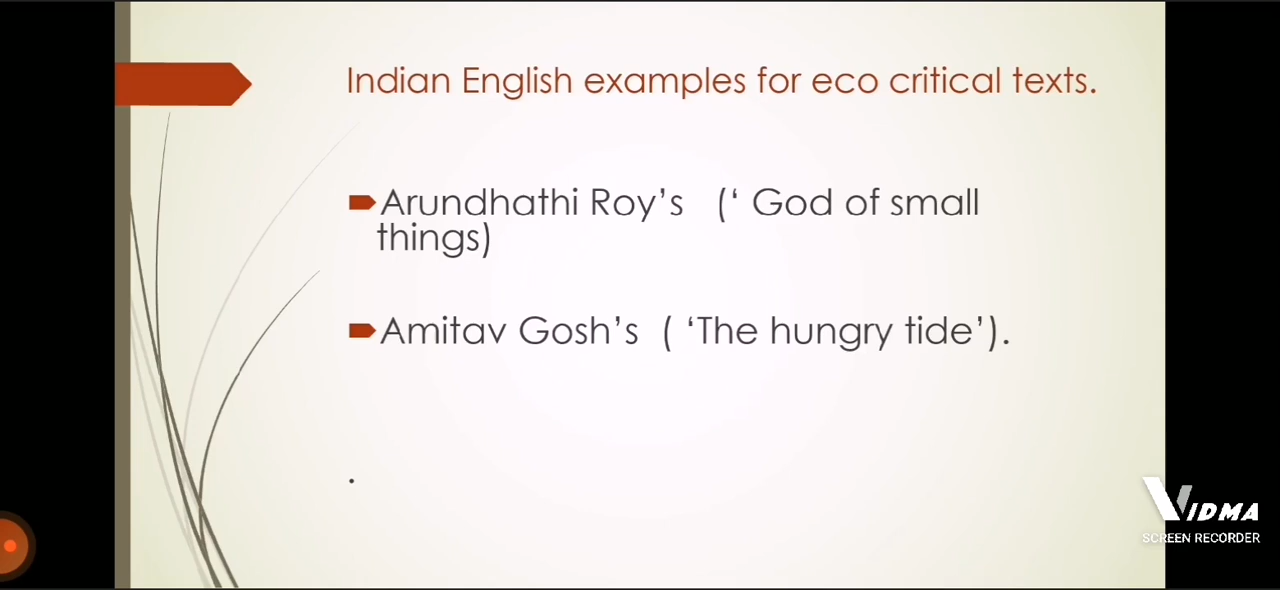 Indian English examples for eco critical texts.
Arundhathi Roy’s (‘ God of small
things)
Amitav Gosh’s ( ‘The hungry tide’).
.
VIDMA
SCREEN RECORDER